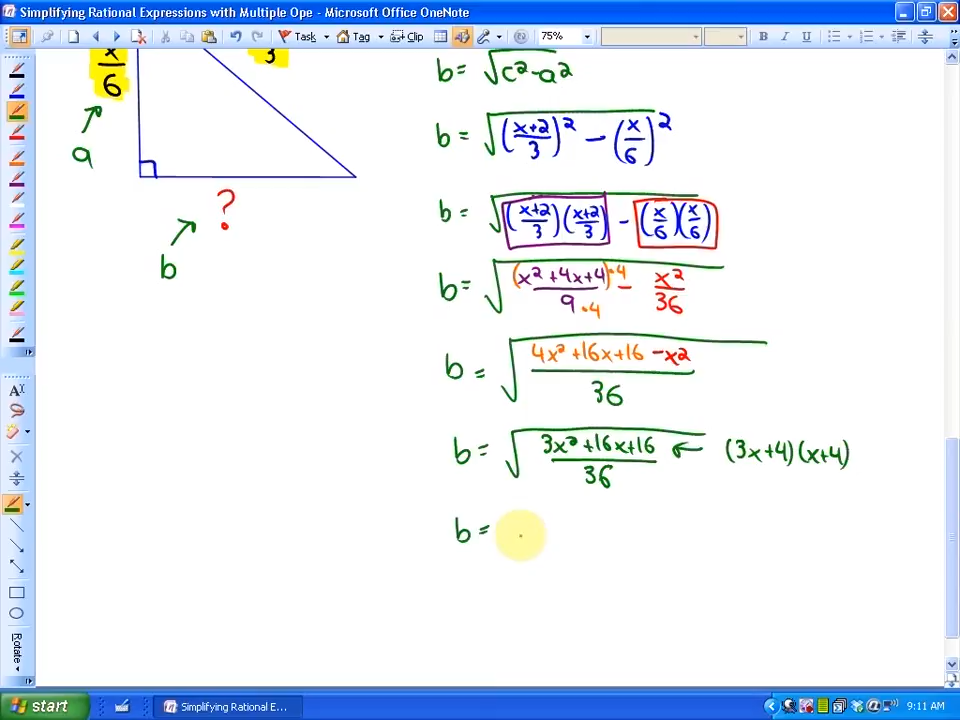 Simplifying Rational Expressions with Multiple Ope - Microsoft Office OneNote
Task Tag Clip 75% B I U
x/6
3
a
?
b
b = √c²-a²
b = √((x+2)/3)² - (x/6)²
b = √((x+2)/3)((x+2)/3) - (x/6)(x/6)
b = √(x²+4x+4)·4/9·4 - x²/36
b = √4x²+16x+16-x²/36
b = √3x²+16x+16/36 ← (3x+4)(x+4)
b =
A
Rotate
start Simplifying Rational E... 9:11 AM